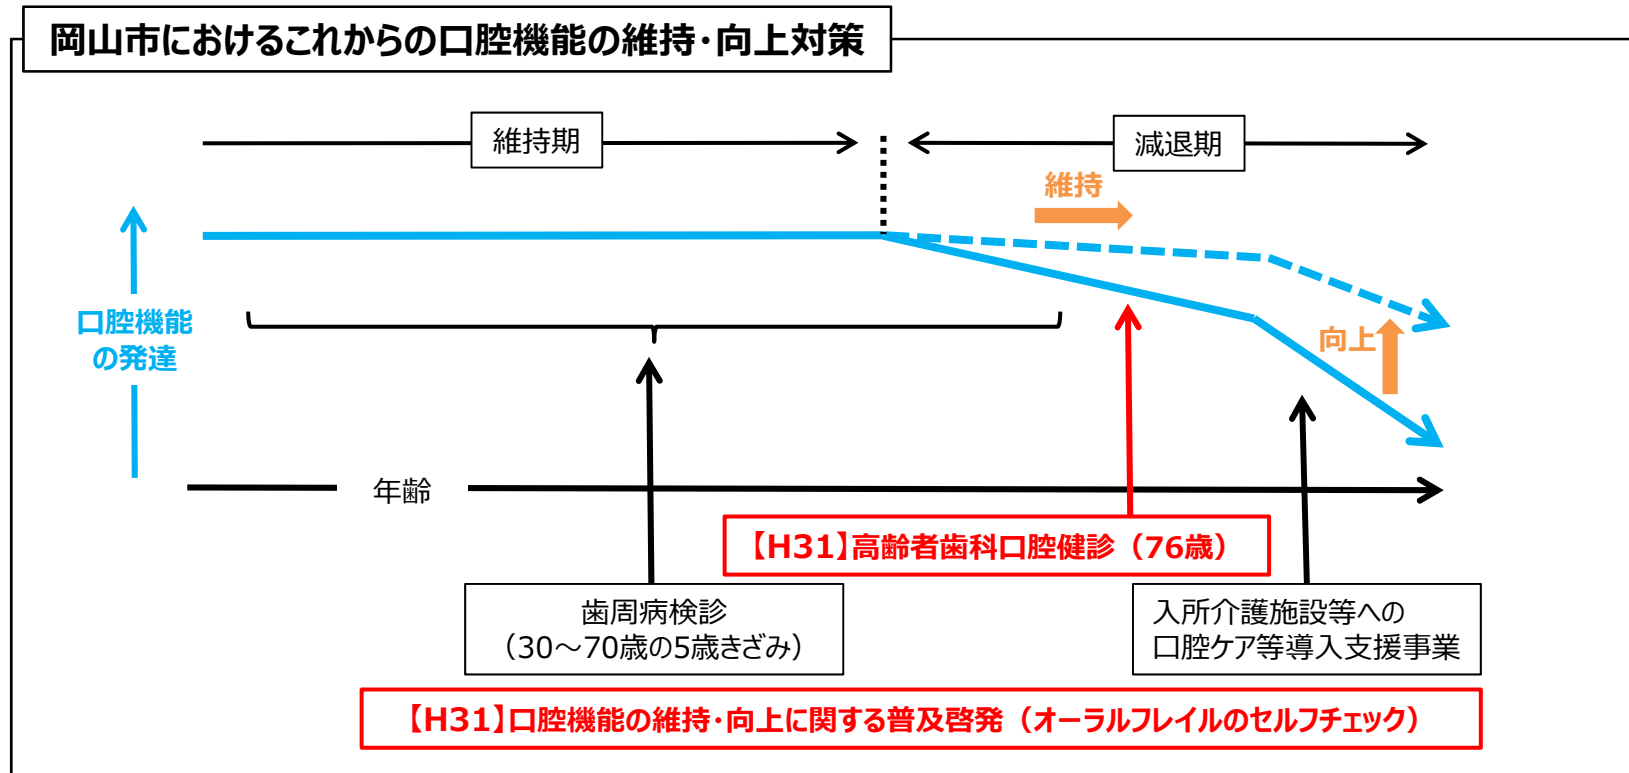 岡山市におけるこれからの口腔機能の維持・向上対策
維持期
減退期
維持
口腔機能
の発達
向上
年齢
【H31】高齢者歯科口腔健診（76歳）
歯周病検診
（30～70歳の5歳きざみ）
入所介護施設等への
口腔ケア等導入支援事業
【H31】口腔機能の維持・向上に関する普及啓発（オーラルフレイルのセルフチェック）